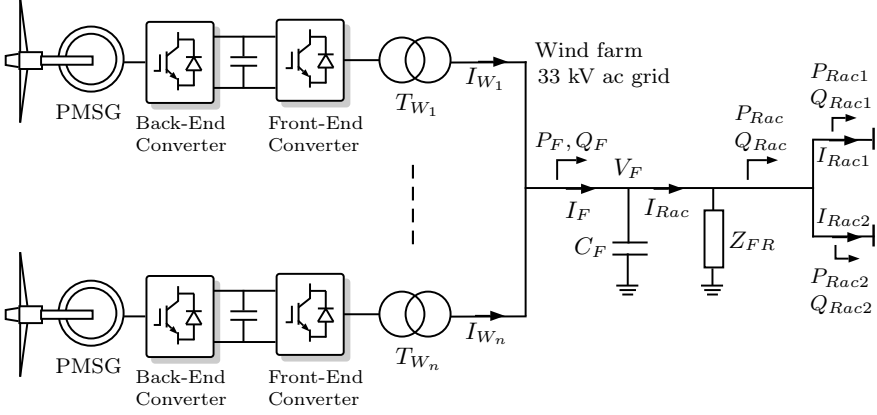 PMSG
Back-End
Converter
Front-End
Converter
T_{W_1}
I_{W_1}
Wind farm
33 kV ac grid
P_F, Q_F
I_F
V_F
C_F
I_{Rac}
P_{Rac}
Q_{Rac}
Z_{FR}
P_{Rac1}
Q_{Rac1}
I_{Rac1}
I_{Rac2}
P_{Rac2}
Q_{Rac2}
PMSG
Back-End
Converter
Front-End
Converter
T_{W_n}
I_{W_n}